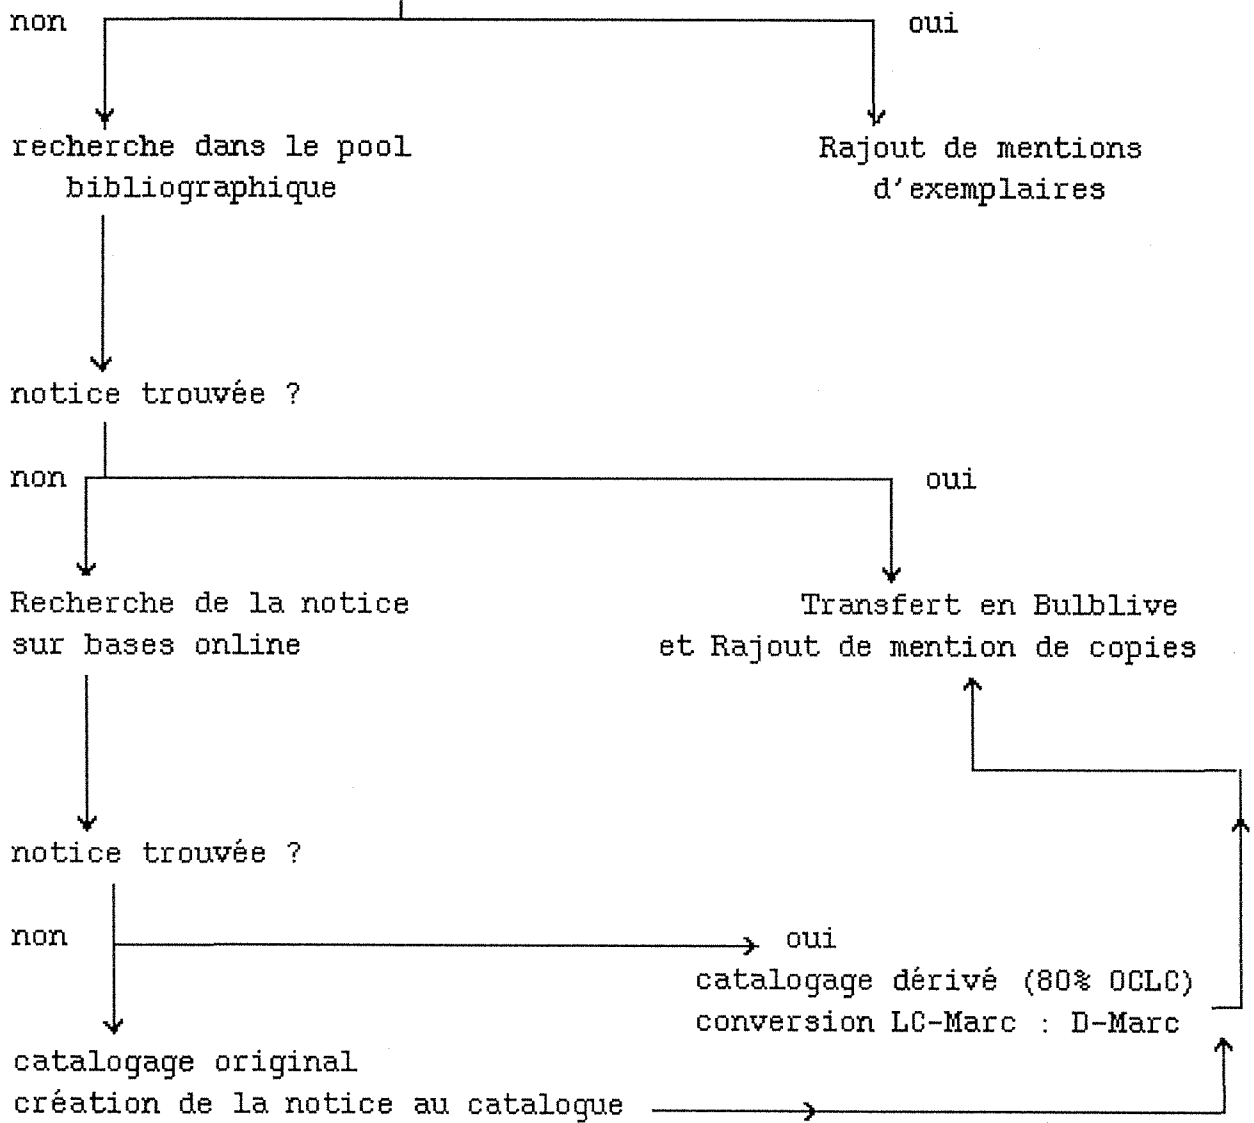 non
oui
recherche dans le pool
bibliographique
Rajout de mentions
d'exemplaires
notice trouvée ?
non
oui
Recherche de la notice
sur bases online
Transfert en Bulblive
et Rajout de mention de copies
notice trouvée ?
non
oui
catalogage dérivé (80% OCLC)
conversion LC-Marc : D-Marc
catalogage original
création de la notice au catalogue